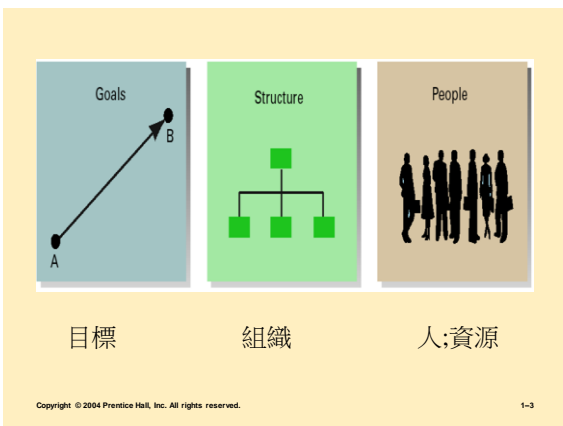 Goals
Structure
People
B
A
目標
組織
人;資源
Copyright © 2004 Prentice Hall, Inc. All rights reserved.
1–3